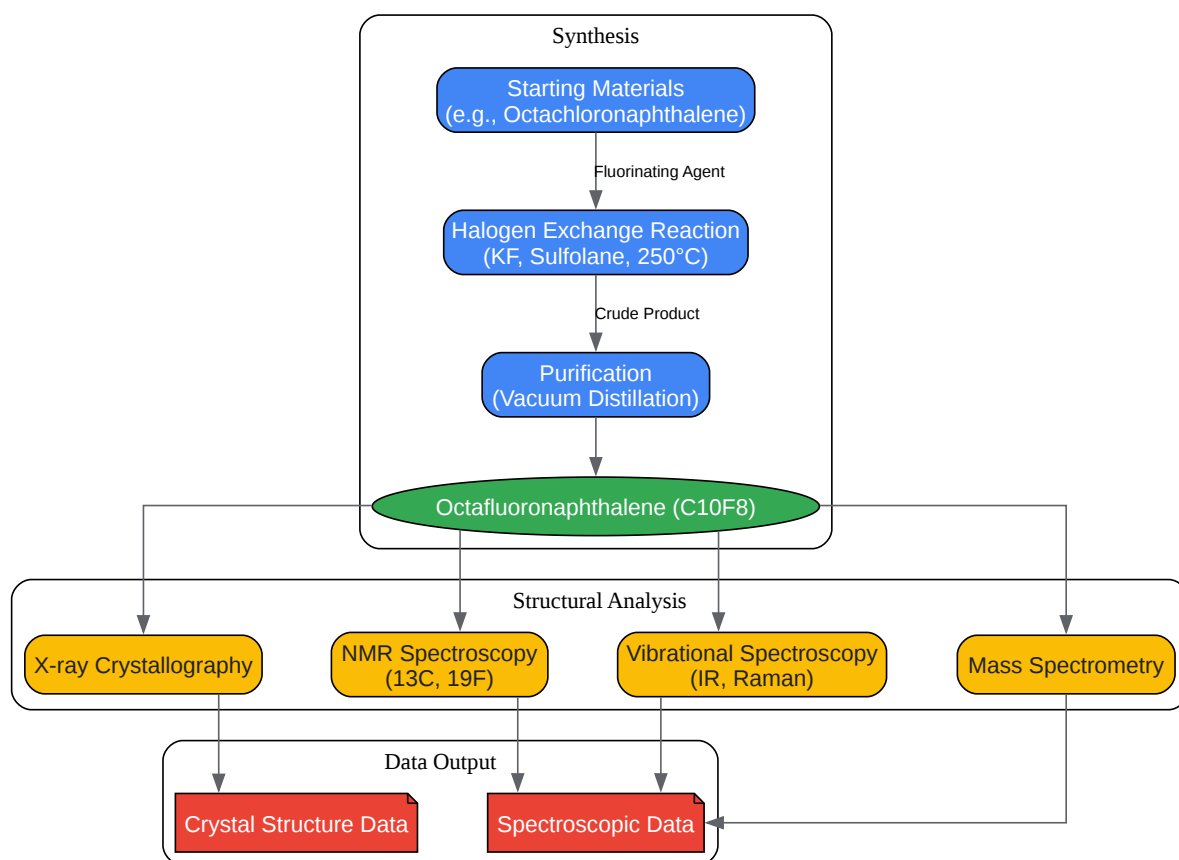 Synthesis
Starting Materials
(e.g., Octachloronaphthalene)
Fluorinating Agent
Halogen Exchange Reaction
(KF, Sulfolane, 250°C)
Crude Product
Purification
(Vacuum Distillation)
Octafluoronaphthalene (C10F8)
Structural Analysis
X-ray Crystallography
NMR Spectroscopy
(13C, 19F)
Vibrational Spectroscopy
(IR, Raman)
Mass Spectrometry
Data Output
Crystal Structure Data
Spectroscopic Data